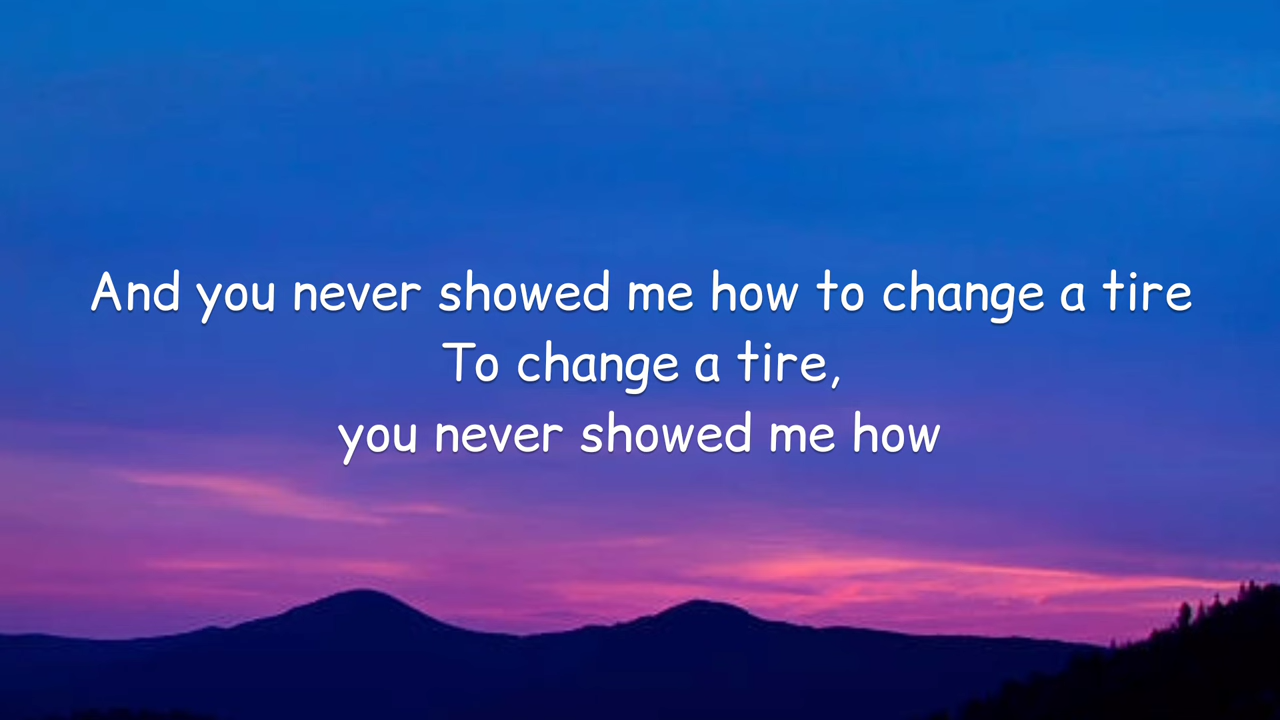 And you never showed me how to change a tire
To change a tire,
you never showed me how